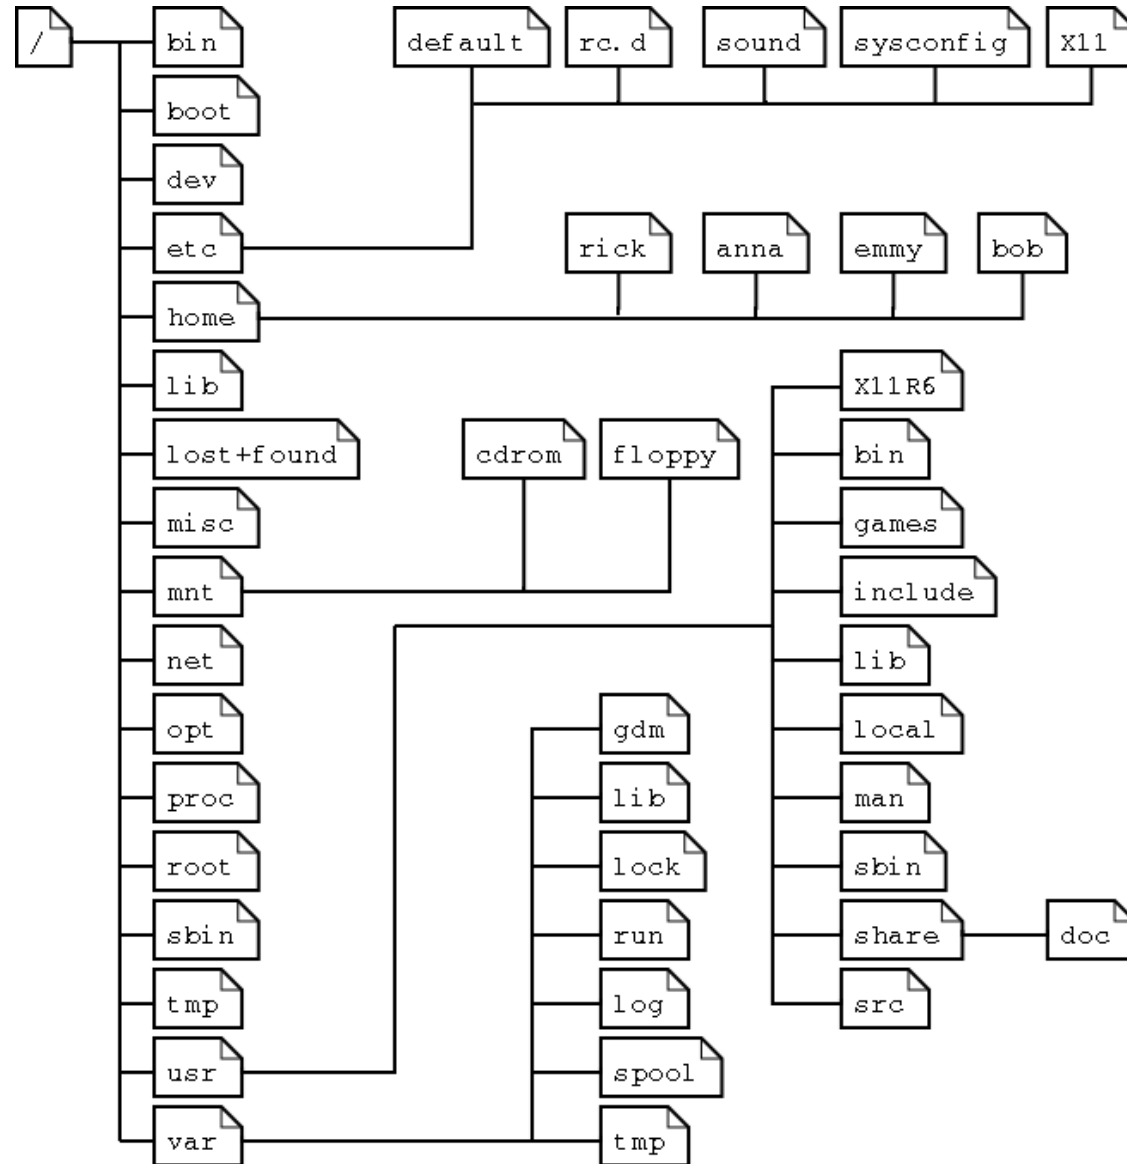 / bin default rc.d sound sysconfig X11
boot
dev
etc rick anna emmy bob
home
lib X11R6
lost+found cdrom floppy bin
misc games
mnt include
net lib
opt gdm local
proc lib man
root lock sbin
sbin run share doc
tmp log src
usr spool
var tmp